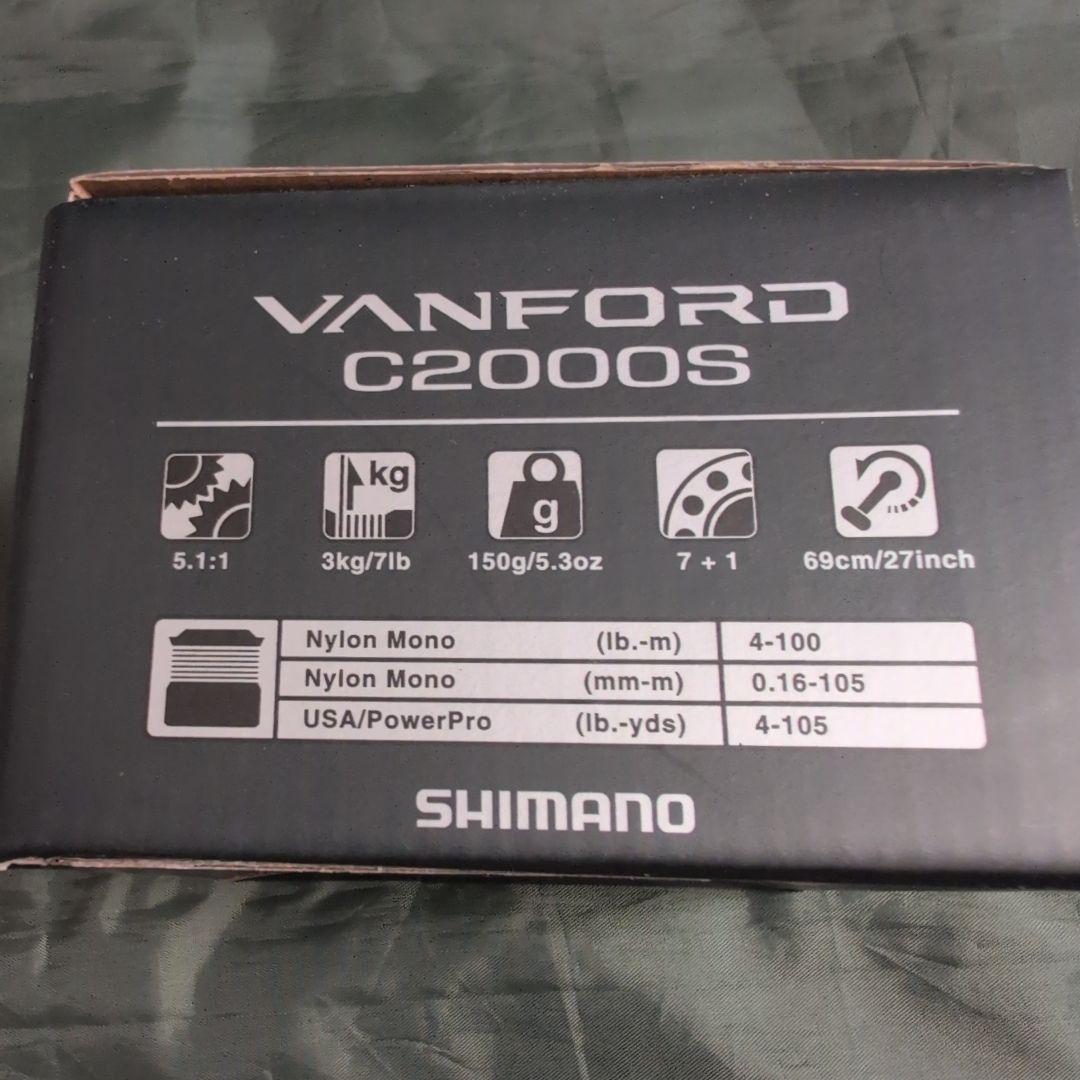 VANFORD
C2000S
kg
g
5.1:1 3kg/7lb 150g/5.3oz 7 + 1 69cm/27inch
Nylon Mono (lb.-m) 4-100
Nylon Mono (mm-m) 0.16-105
USA/PowerPro (lb.-yds) 4-105
SHIMANO